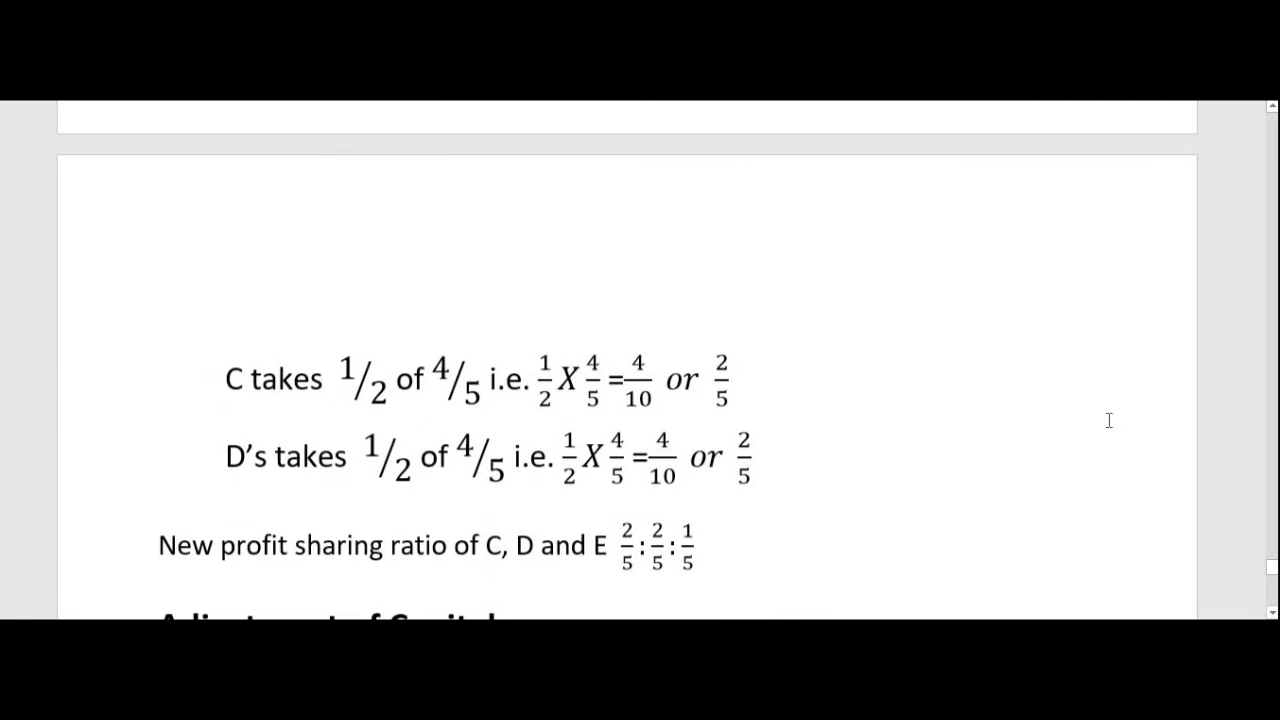 C takes 1/2 of 4/5 i.e. 1/2 X 4/5 = 4/10 or 2/5
D’s takes 1/2 of 4/5 i.e. 1/2 X 4/5 = 4/10 or 2/5
New profit sharing ratio of C, D and E 2/5 : 2/5 : 1/5